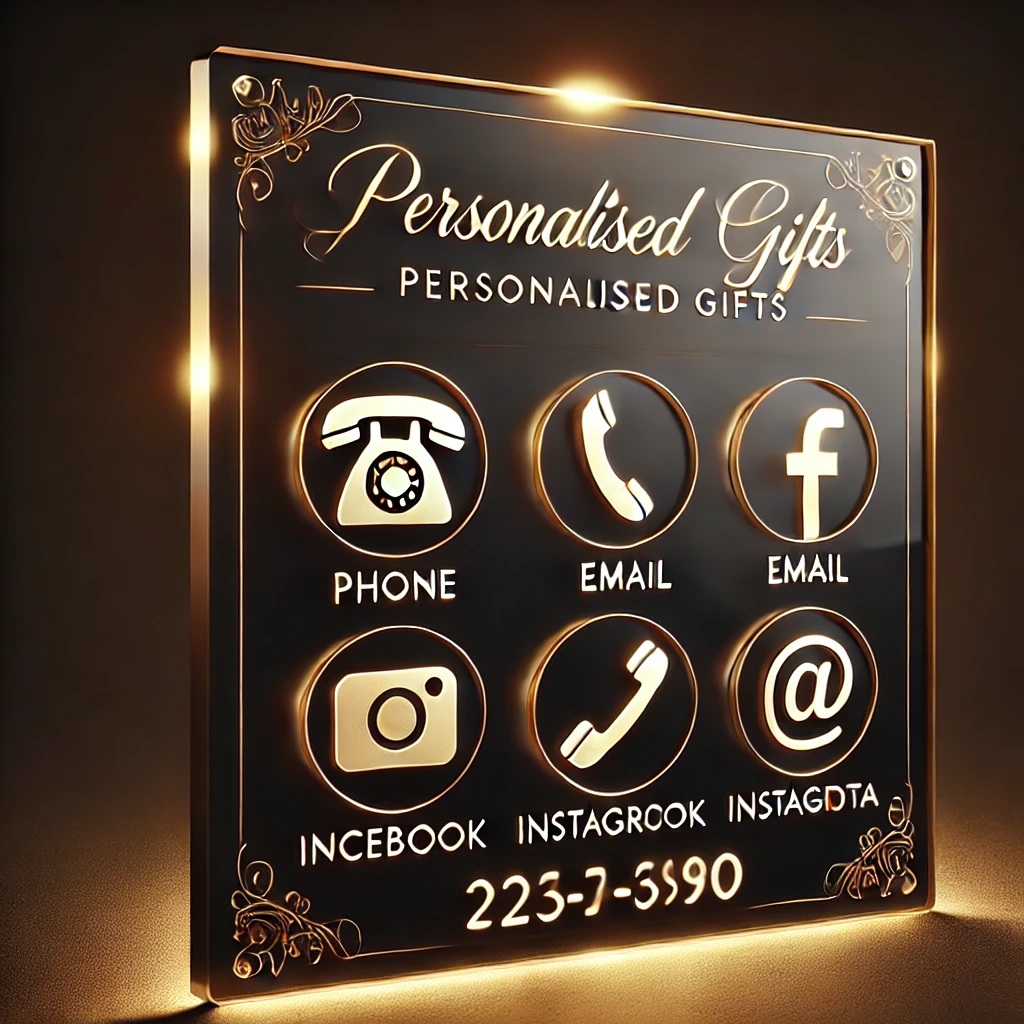 Personalised Gifts
PERSONALISED GIFTS
PHONE
EMAIL
EMAIL
INCEBOOK
INSTAGROOK
INSTAGDTA
223-7-3590